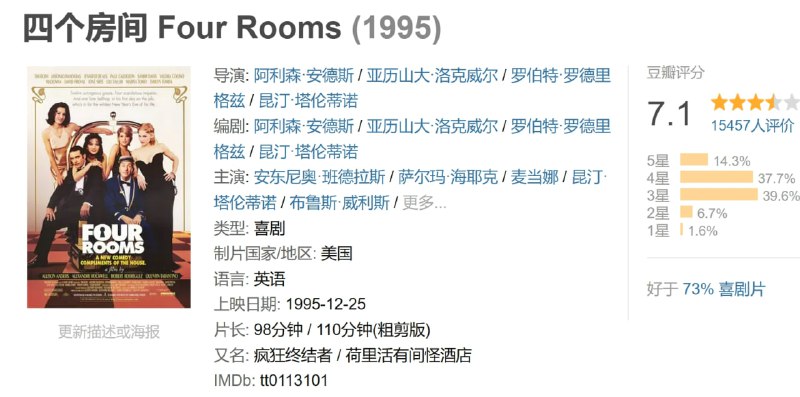 四个房间 Four Rooms (1995)
导演: 阿利森·安德斯 / 亚历山大·洛克威尔 / 罗伯特·罗德里
格兹 / 昆汀·塔伦蒂诺
编剧: 阿利森·安德斯 / 亚历山大·洛克威尔 / 罗伯特·罗德里
格兹 / 昆汀·塔伦蒂诺
主演: 安东尼奥·班德拉斯 / 萨尔玛·海耶克 / 麦当娜 / 昆汀·
塔伦蒂诺 / 布鲁斯·威利斯 / 更多...
类型: 喜剧
制片国家/地区: 美国
语言: 英语
上映日期: 1995-12-25
片长: 98分钟 / 110分钟(粗剪版)
又名: 疯狂终结者 / 荷里活有间怪酒店
IMDb: tt0113101
豆瓣评分
7.1
15457人评价
5星 14.3%
4星 37.7%
3星 39.6%
2星 6.7%
1星 1.6%
好于 73% 喜剧片
FOUR
ROOMS
A NEW COMEDY
COMPLIMENTS OF THE HOUSE.
更新描述或海报